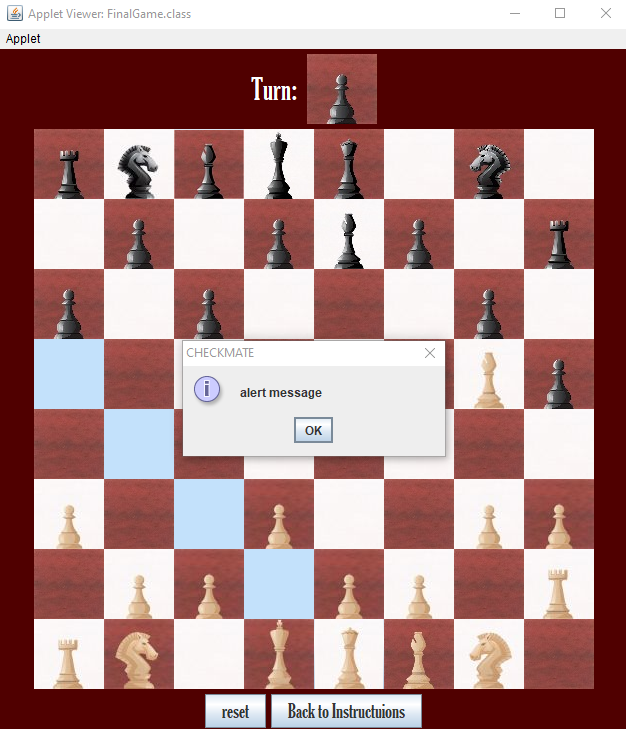 Applet Viewer: FinalGame.class
Applet
Turn:
CHECKMATE
alert message
OK
reset
Back to Instructuions